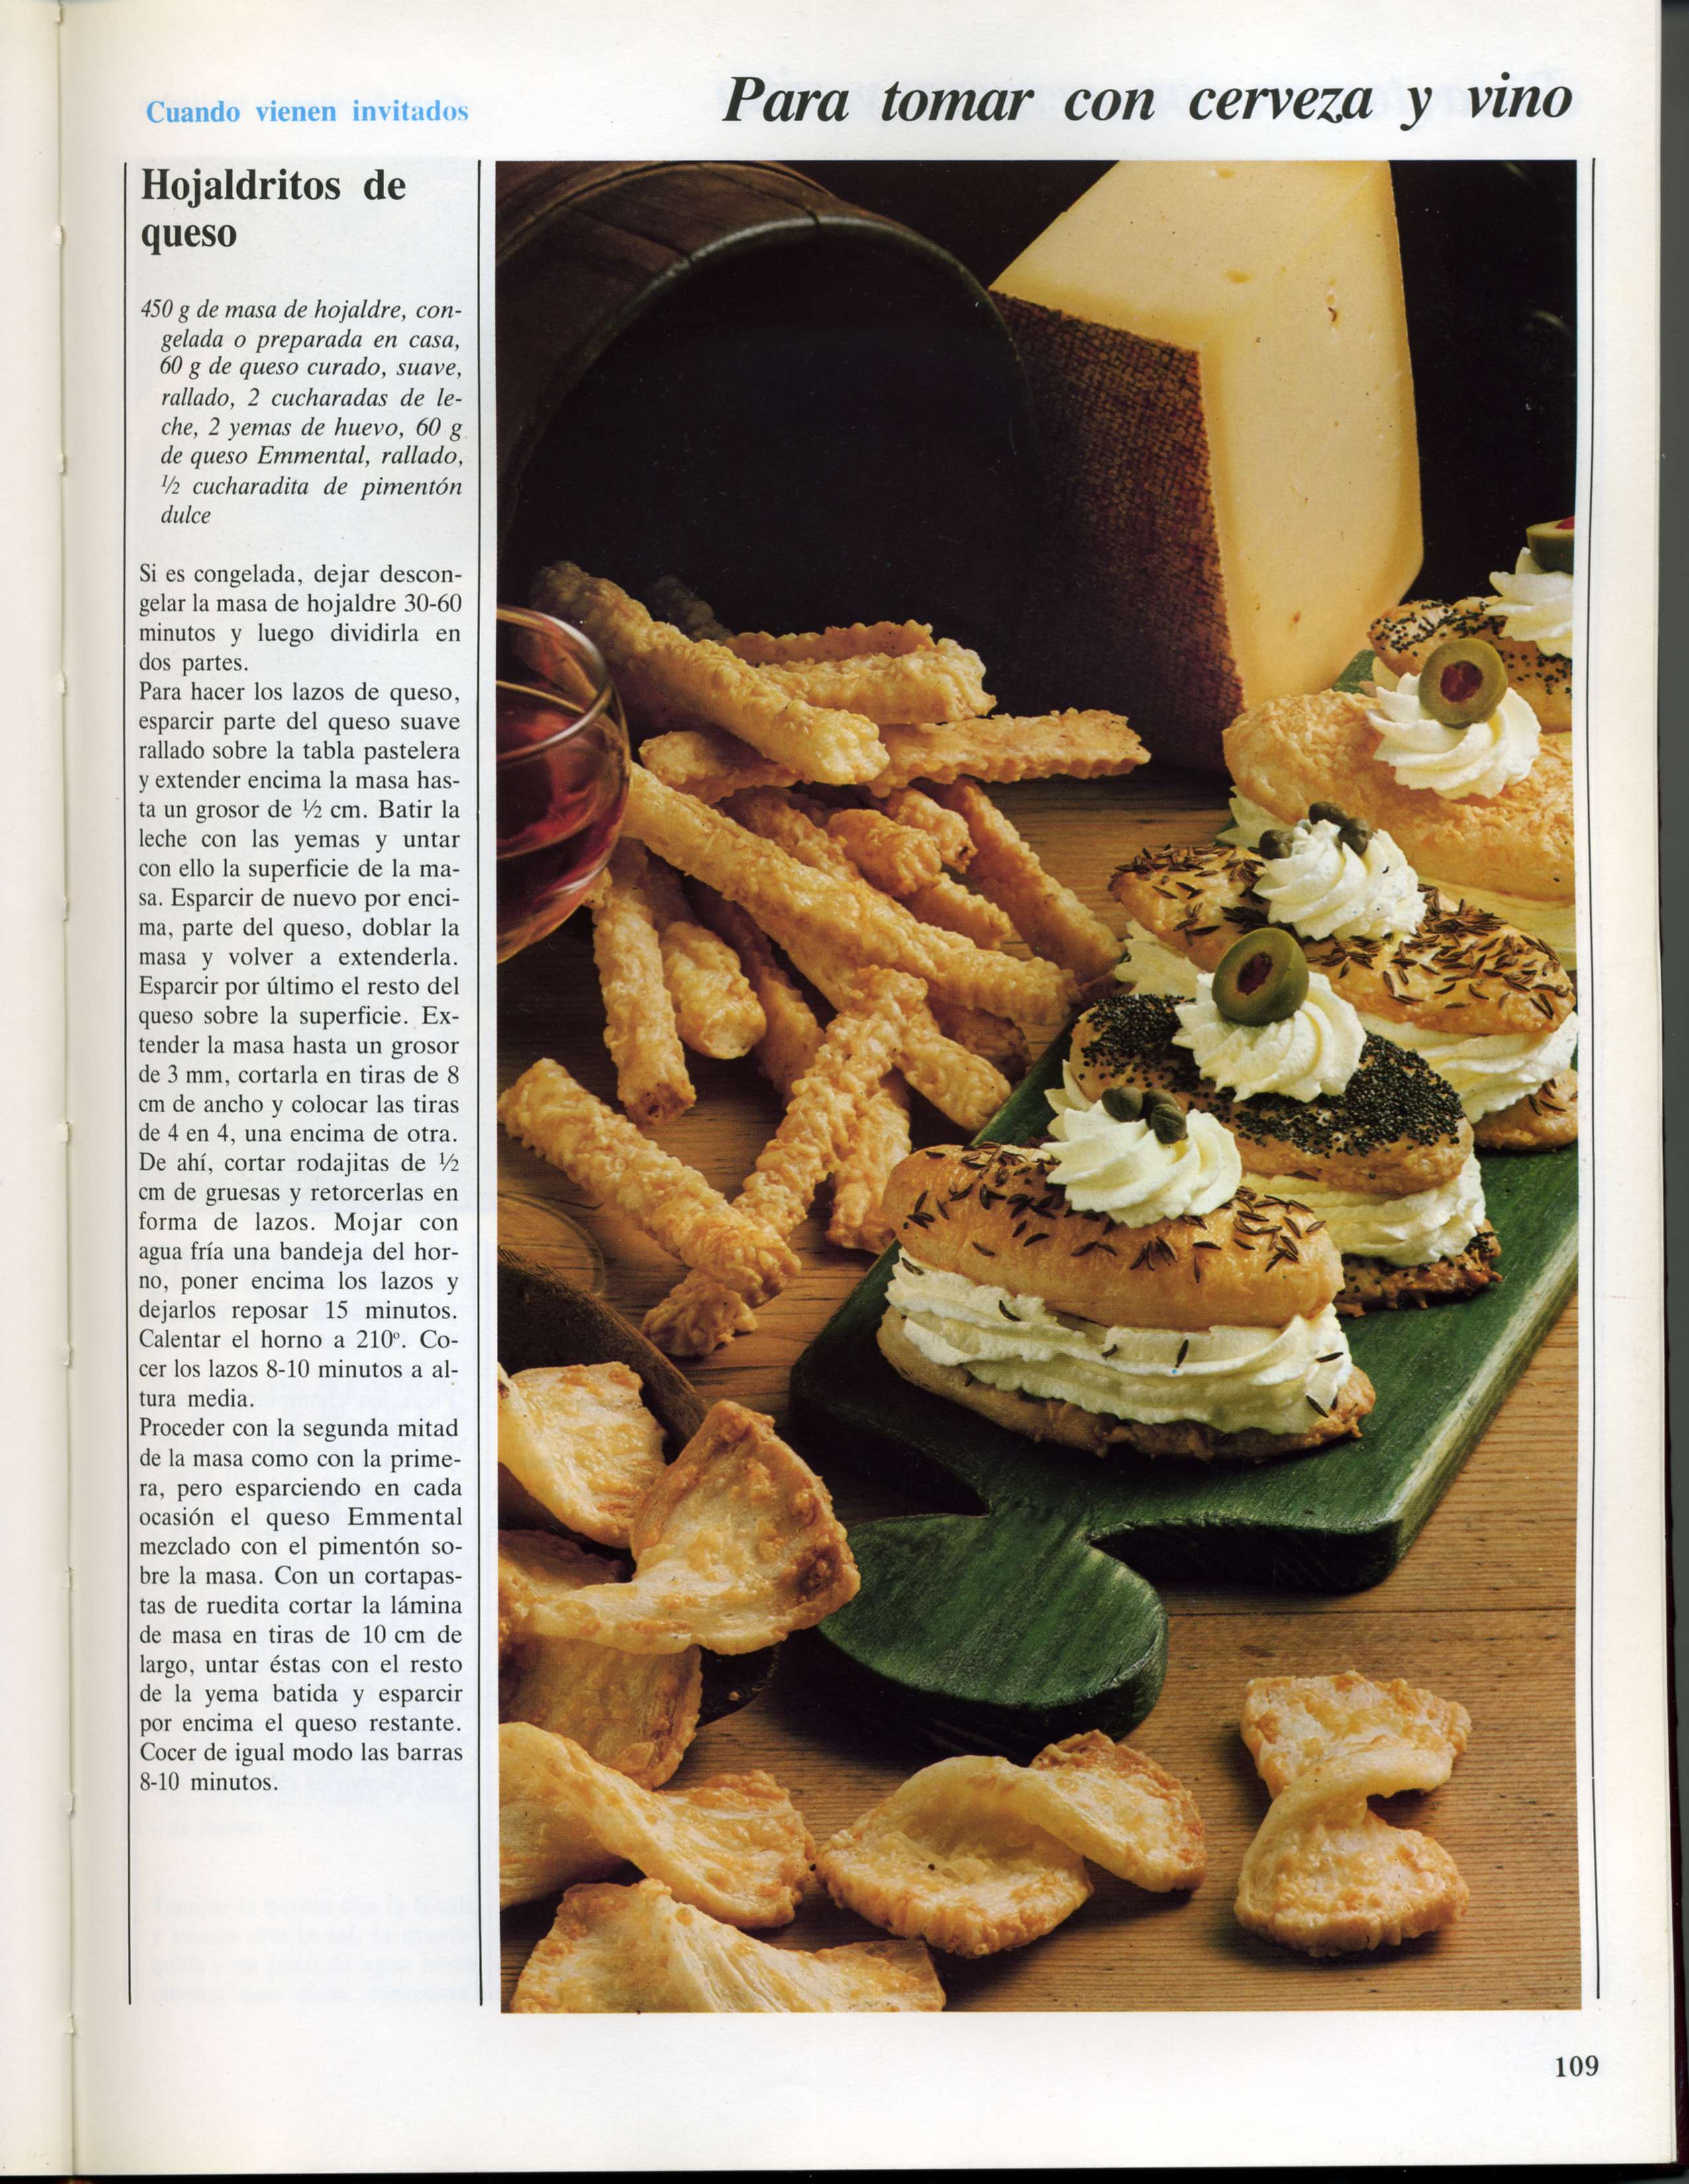 Cuando vienen invitados
Para tomar con cerveza y vino
Hojaldritos de
queso
450 g de masa de hojaldre, con-
gelada o preparada en casa,
60 g de queso curado, suave,
rallado, 2 cucharadas de le-
che, 2 yemas de huevo, 60 g
de queso Emmental, rallado,
½ cucharadita de pimentón
dulce
Si es congelada, dejar descon-
gelar la masa de hojaldre 30-60
minutos y luego dividirla en
dos partes.
Para hacer los lazos de queso,
esparcir parte del queso suave
rallado sobre la tabla pastelera
y extender encima la masa has-
ta un grosor de ½ cm. Batir la
leche con las yemas y untar
con ello la superficie de la ma-
sa. Esparcir de nuevo por enci-
ma, parte del queso, doblar la
masa y volver a extenderla.
Esparcir por último el resto del
queso sobre la superficie. Ex-
tender la masa hasta un grosor
de 3 mm, cortarla en tiras de 8
cm de ancho y colocar las tiras
de 4 en 4, una encima de otra.
De ahí, cortar rodajitas de ½
cm de gruesas y retorcerlas en
forma de lazos. Mojar con
agua fría una bandeja del hor-
no, poner encima los lazos y
dejarlos reposar 15 minutos.
Calentar el horno a 210º. Co-
cer los lazos 8-10 minutos a al-
tura media.
Proceder con la segunda mitad
de la masa como con la prime-
ra, pero esparciendo en cada
ocasión el queso Emmental
mezclado con el pimentón so-
bre la masa. Con un cortapas-
tas de ruedita cortar la lámina
de masa en tiras de 10 cm de
largo, untar éstas con el resto
de la yema batida y esparcir
por encima el queso restante.
Cocer de igual modo las barras
8-10 minutos.
109